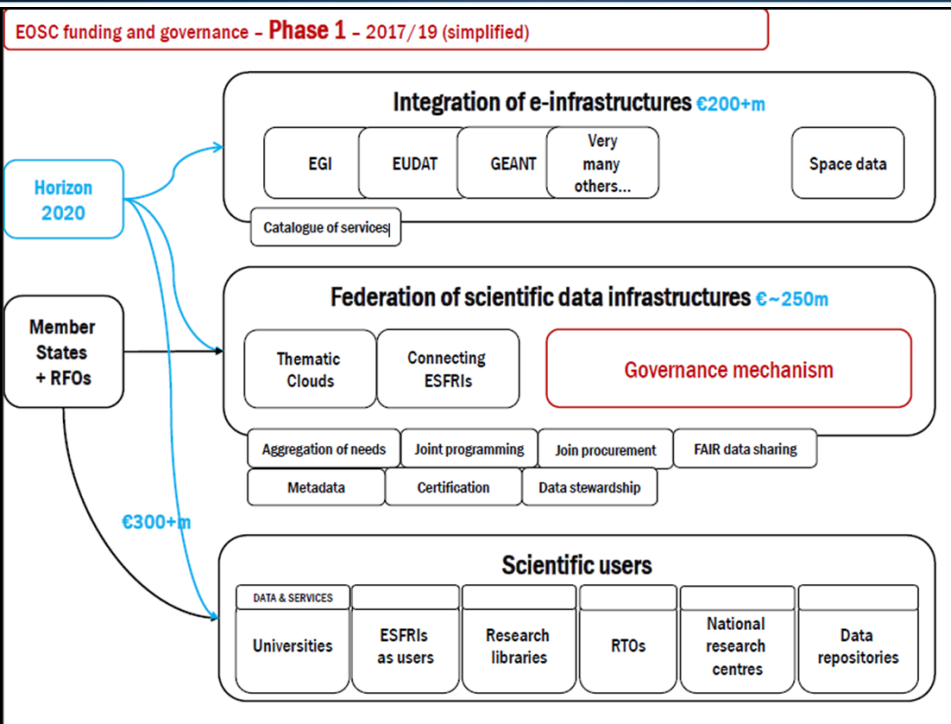 EOSC funding and governance – Phase 1 – 2017/19 (simplified)
Integration of e-infrastructures €200+m
EGI
EUDAT
GEANT
Very
many
others...
Space data
Catalogue of services
Horizon
2020
Federation of scientific data infrastructures €~250m
Member
States
+ RFOs
Thematic
Clouds
Connecting
ESFRIs
Governance mechanism
Aggregation of needs
Joint programming
Join procurement
FAIR data sharing
Metadata
Certification
Data stewardship
€300+m
Scientific users
DATA & SERVICES
Universities
ESFRIs
as users
Research
libraries
RTOs
National
research
centres
Data
repositories